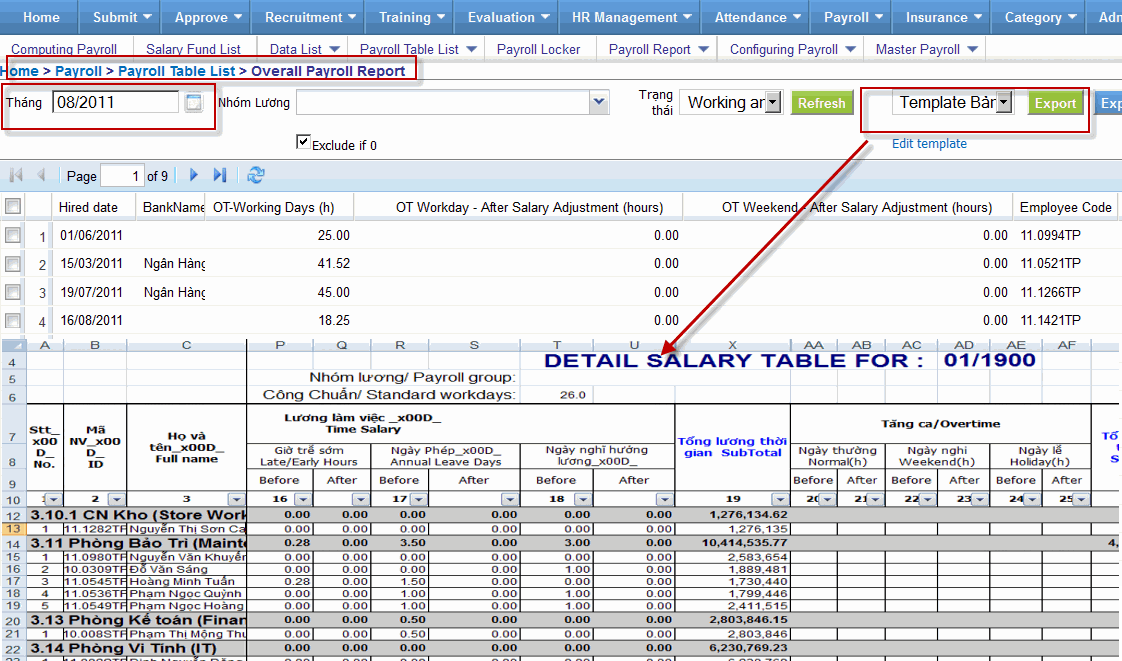 Home Submit Approve Recruitment Training Evaluation HR Management Attendance Payroll Insurance Category
Computing Payroll Salary Fund List Data List Payroll Table List Payroll Locker Payroll Report Configuring Payroll Master Payroll
Home > Payroll > Payroll Table List > Overall Payroll Report
Tháng 08/2011 Nhóm Lương Trạng thái Working ar Refresh Template Bản Export Exp
Exclude if 0 Edit template
Page 1 of 9
Hired date BankName OT-Working Days (h) OT Workday - After Salary Adjustment (hours) OT Weekend - After Salary Adjustment (hours) Employee Code
1 01/06/2011 25.00 0.00 0.00 11.0994TP
2 15/03/2011 Ngân Hàng 41.52 0.00 0.00 11.0521TP
3 19/07/2011 Ngân Hàng 45.00 0.00 0.00 11.1266TP
4 16/08/2011 18.25 0.00 0.00 11.1421TP
A B C P Q R S T U X AA AB AC AD AE AF
4 DETAIL SALARY TABLE FOR : 01/1900
5 Nhóm lương/ Payroll group:
6 Công Chuẩn/ Standard workdays: 26.0
7 Stt_x00D_ No. Mã NV_x00D_ ID Họ và tên_x00D_ Full name Lương làm việc _x00D_ Time Salary Tổng lương thời gian SubTotal Tăng ca/Overtime
8 Giờ trễ sớm Late/Early Hours Ngày Phép_x00D_ Annual Leave Days Ngày nghĩ hưởng lương_x00D_ Ngày thường Normal(h) Ngày nghi Weekend(h) Ngày lễ Holiday(h)
9 Before After Before After Before After Before After Before After Before After
10 2 3 16 17 18 19 22 23 24 25
12 3.10.1 CN Kho (Store Work 0.00 0.00 0.00 0.00 0.00 0.00 1,276,134.62
13 1 11.1282TP Nguyễn Thị Sơn Ca 0.00 0.00 0.00 0.00 0.00 0.00 1,276,135
14 3.11 Phòng Bảo Trì (Mainte 0.28 0.00 3.50 0.00 3.00 0.00 10,414,535.77 4,
15 1 11.0980TP Nguyễn Văn Khuyến 0.00 0.00 0.00 0.00 0.00 0.00 2,583,654
16 2 10.0309TP Đỗ Văn Sáng 0.00 0.00 0.00 0.00 1.00 0.00 1,889,481
17 3 11.0545TP Hoàng Minh Tuấn 0.28 0.00 1.50 0.00 0.00 0.00 1,730,440
18 4 11.0536TP Phạm Ngọc Quỳnh 0.00 0.00 1.00 0.00 1.00 0.00 1,799,446
19 5 11.0549TP Phạm Ngọc Hoàng 0.00 0.00 1.00 0.00 1.00 0.00 2,411,515
20 3.13 Phòng Kế toán (Finan 0.00 0.00 0.50 0.00 0.00 0.00 2,803,846.15
21 1 10.008STP Phạm Thị Mộng Thu 0.00 0.00 0.50 0.00 0.00 0.00 2,803,846
22 3.14 Phòng Vi Tính (IT) 0.00 0.00 0.00 0.00 0.00 0.00 6,230,769.23